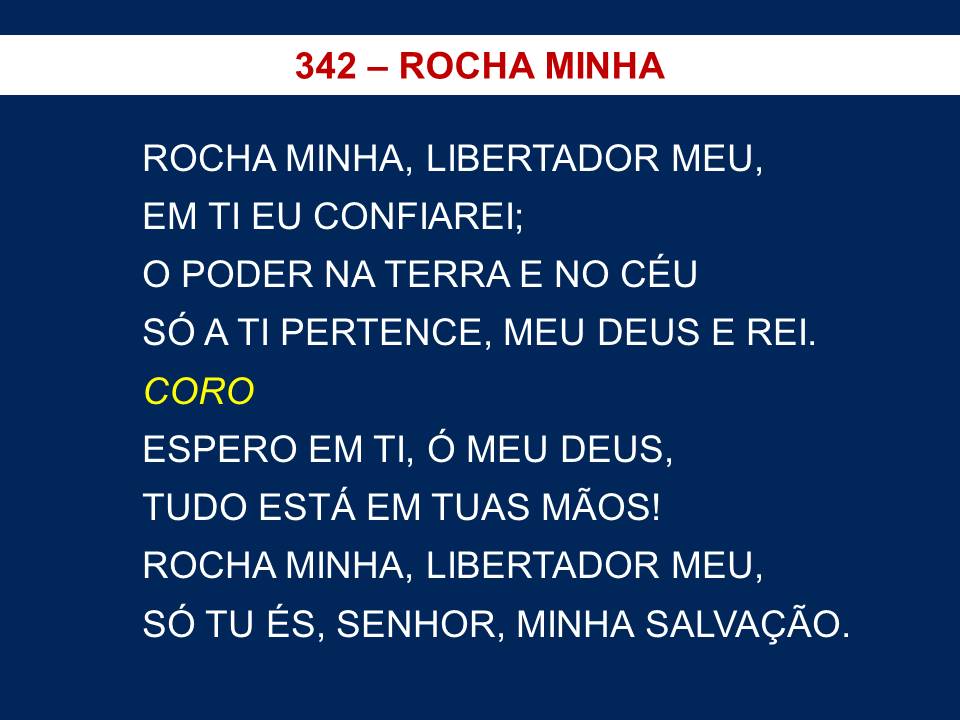 342 – ROCHA MINHA
ROCHA MINHA, LIBERTADOR MEU,
EM TI EU CONFIAREI;
O PODER NA TERRA E NO CÉU
SÓ A TI PERTENCE, MEU DEUS E REI.
CORO
ESPERO EM TI, Ó MEU DEUS,
TUDO ESTÁ EM TUAS MÃOS!
ROCHA MINHA, LIBERTADOR MEU,
SÓ TU ÉS, SENHOR, MINHA SALVAÇÃO.